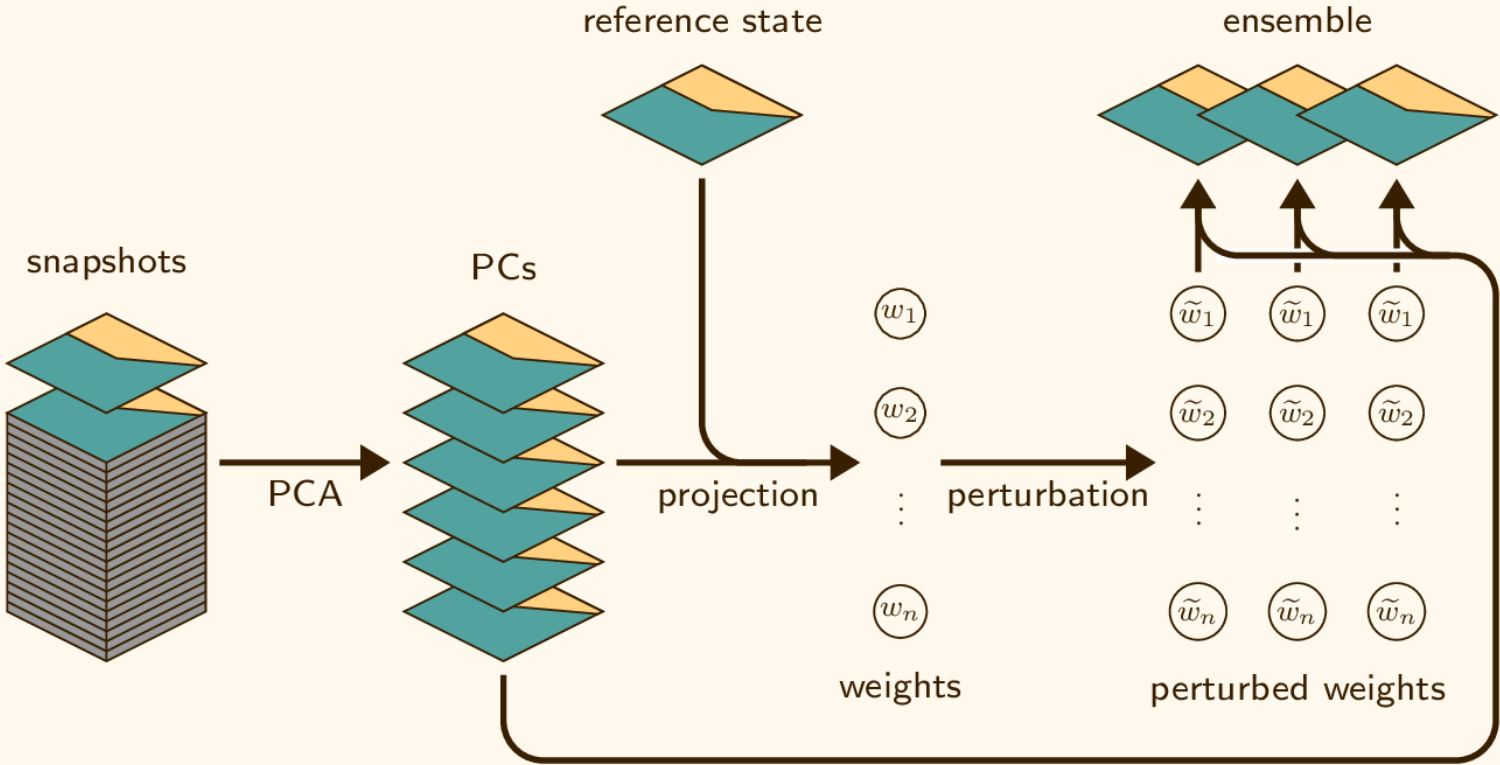 reference state
ensemble
snapshots
PCs
PCA
projection
w₁
w₂
⋮
wₙ
weights
perturbation
w̃₁ w̃₁ w̃₁
w̃₂ w̃₂ w̃₂
⋮ ⋮ ⋮
w̃ₙ w̃ₙ w̃ₙ
perturbed weights